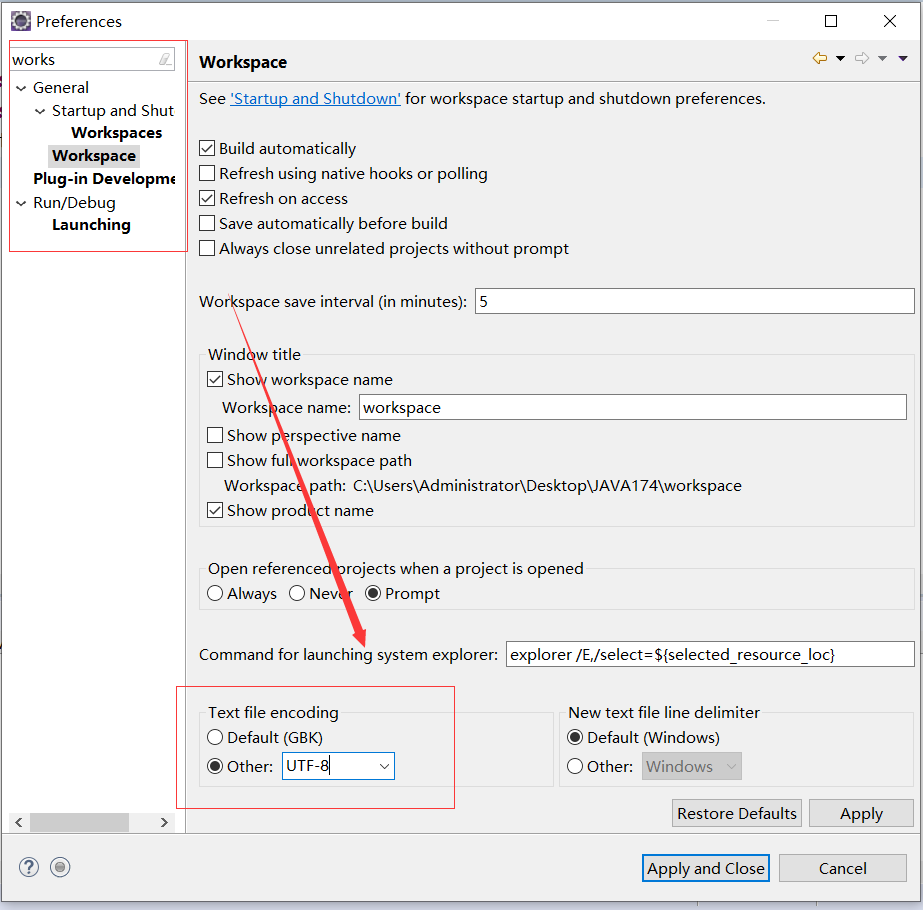 Preferences
works
General
Startup and Shut
Workspaces
Workspace
Plug-in Developme
Run/Debug
Launching
Workspace
See 'Startup and Shutdown' for workspace startup and shutdown preferences.
Build automatically
Refresh using native hooks or polling
Refresh on access
Save automatically before build
Always close unrelated projects without prompt
Workspace save interval (in minutes): 5
Window title
Show workspace name
Workspace name: workspace
Show perspective name
Show full workspace path
Workspace path: C:\Users\Administrator\Desktop\JAVA174\workspace
Show product name
Open referenced projects when a project is opened
Always Never Prompt
Command for launching system explorer: explorer /E,/select=${selected_resource_loc}
Text file encoding
Default (GBK)
Other: UTF-8
New text file line delimiter
Default (Windows)
Other: Windows
Restore Defaults Apply
Apply and Close Cancel